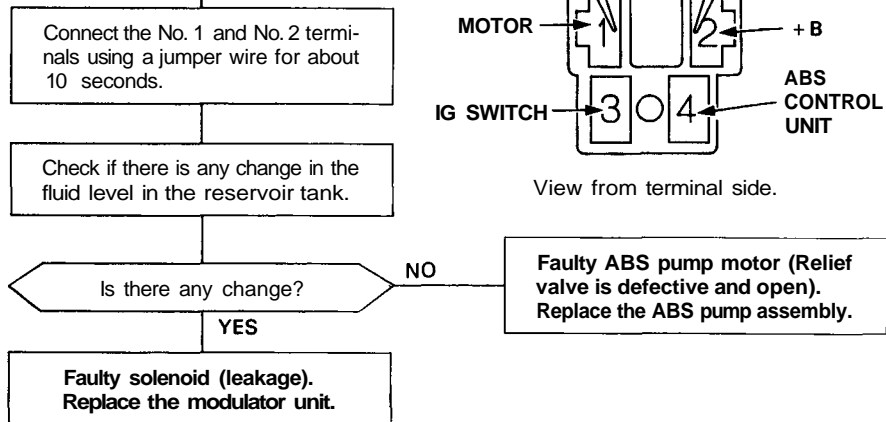 Connect the No. 1 and No. 2 termi-
nals using a jumper wire for about
10 seconds.
MOTOR
1
2
+ B
IG SWITCH
3
4
ABS
CONTROL
UNIT
View from terminal side.
Check if there is any change in the
fluid level in the reservoir tank.
Is there any change?
NO
Faulty ABS pump motor (Relief
valve is defective and open).
Replace the ABS pump assembly.
YES
Faulty solenoid (leakage).
Replace the modulator unit.